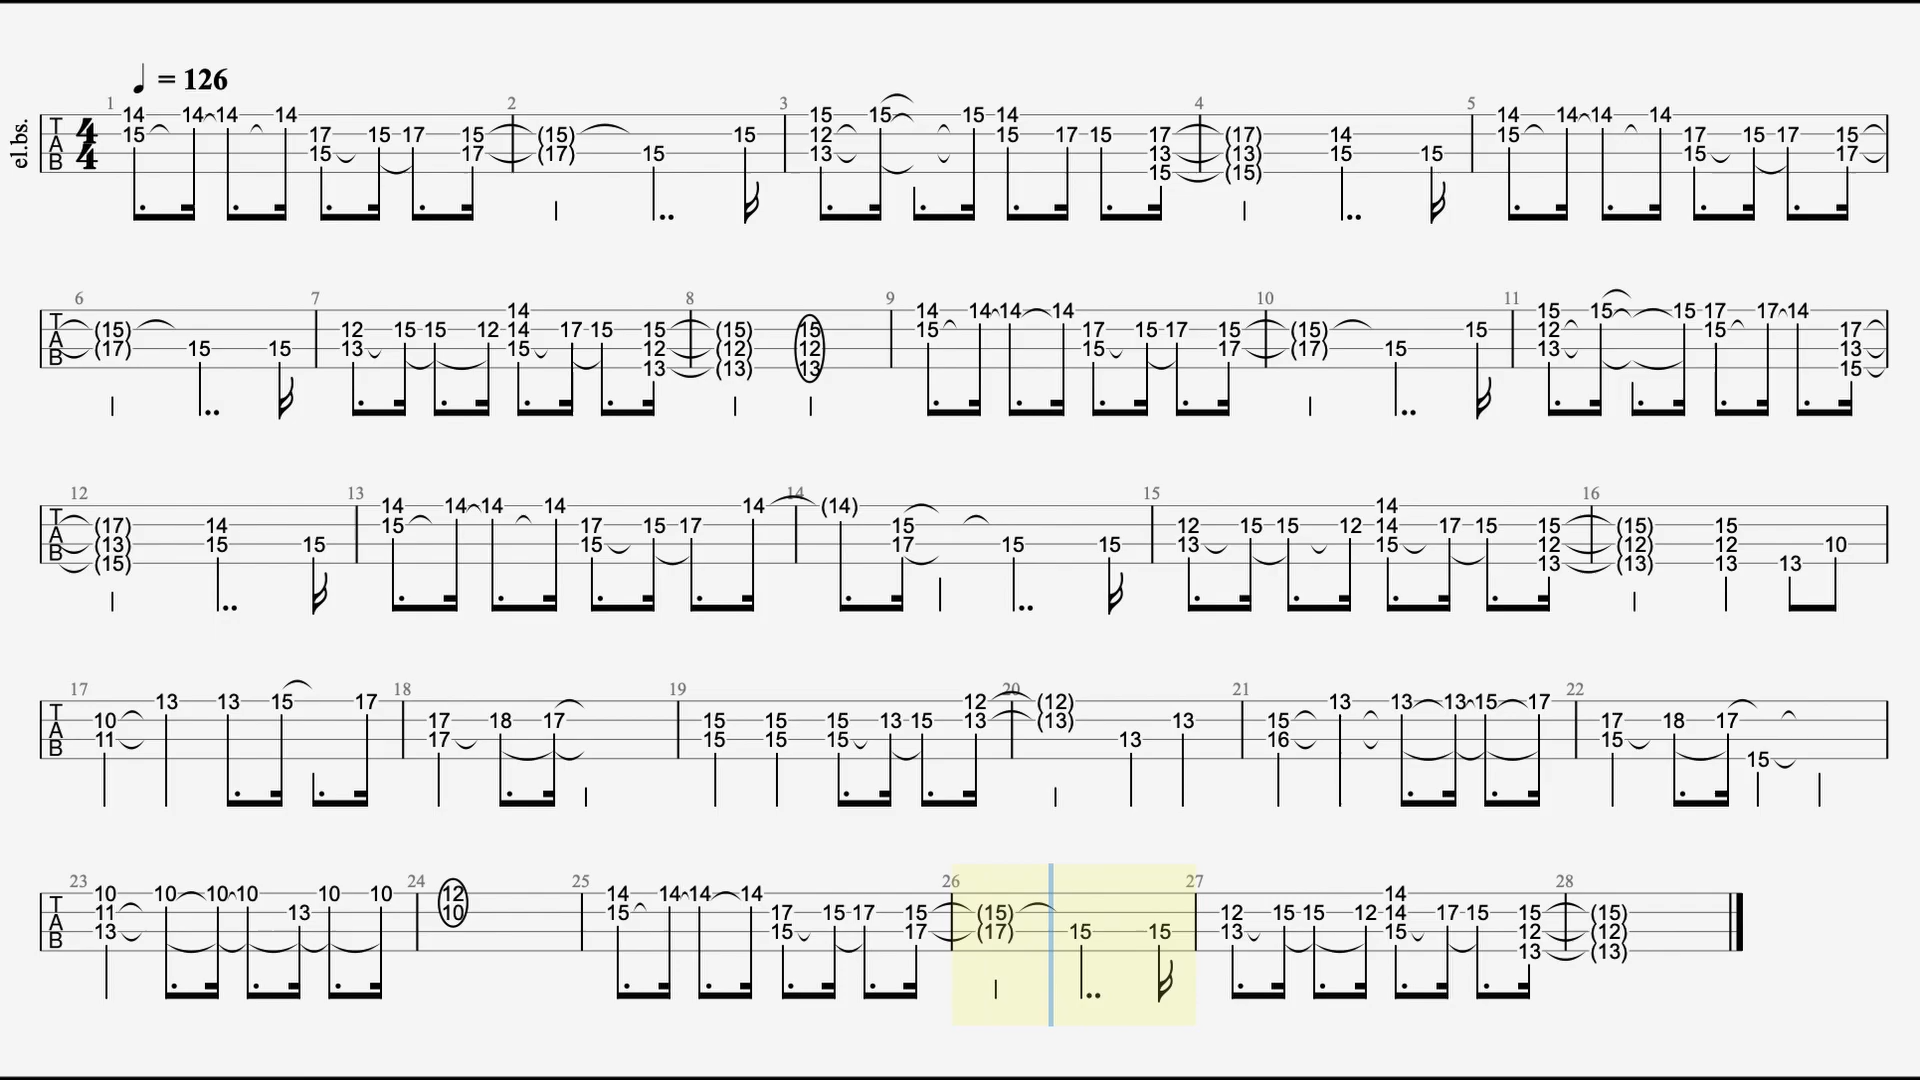 ♩ = 126
1 2 3 4 5
el.bs.
T 4 14 14 14 14 15 15 14 14 14 14
A 4 15 17 15 17 15 (15) 15 12 15 15 17 15 17 (17) 14 15 17 15 17 15
B 15 17 (17) 15 13 13 (13) 15 15 15 17
15 (15)
6 7 8 9 10 11
T 14 14 14 14 14 15 15 15 17 17 14
A (15) 12 15 15 12 14 17 15 15 (15) 15 15 17 15 17 15 (15) 15 12 15 17
B (17) 15 15 13 15 12 (12) 12 15 17 (17) 15 13 13
13 (13) 13 15
12 13 14 15 16
T 14 14 14 14 14 (14) 14
A (17) 14 15 17 15 17 15 12 15 15 12 14 17 15 15 (15) 15
B (13) 15 15 15 17 15 15 13 15 12 (12) 12 10
(15) 13 (13) 13 13
17 18 19 20 21 22
T 13 13 15 17 12 (12) 13 13 13 15 17
A 10 17 18 17 15 15 15 13 15 13 (13) 13 15 17 18 17
B 11 17 15 15 15 13 16 15
15
23 24 25 26 27 28
T 10 10 10 10 10 10 12 14 14 14 14 14
A 11 13 10 15 17 15 17 15 (15) 12 15 15 12 14 17 15 15 (15)
B 13 15 17 (17) 15 15 13 15 12 (12)
13 (13)